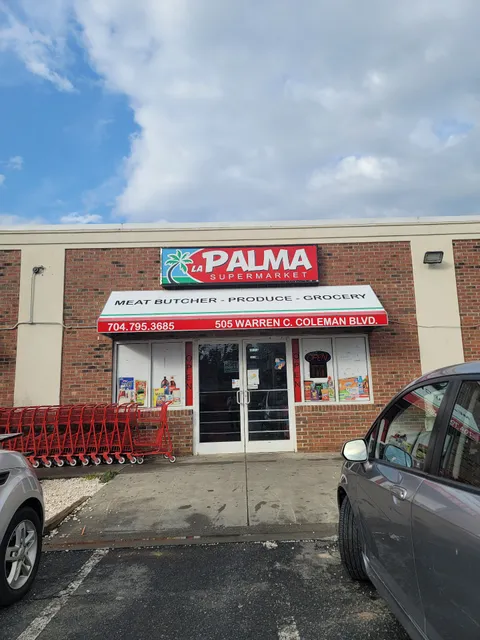 LA PALMA
SUPERMARKET
MEAT BUTCHER - PRODUCE - GROCERY
704.795.3685 505 WARREN C. COLEMAN BLVD.